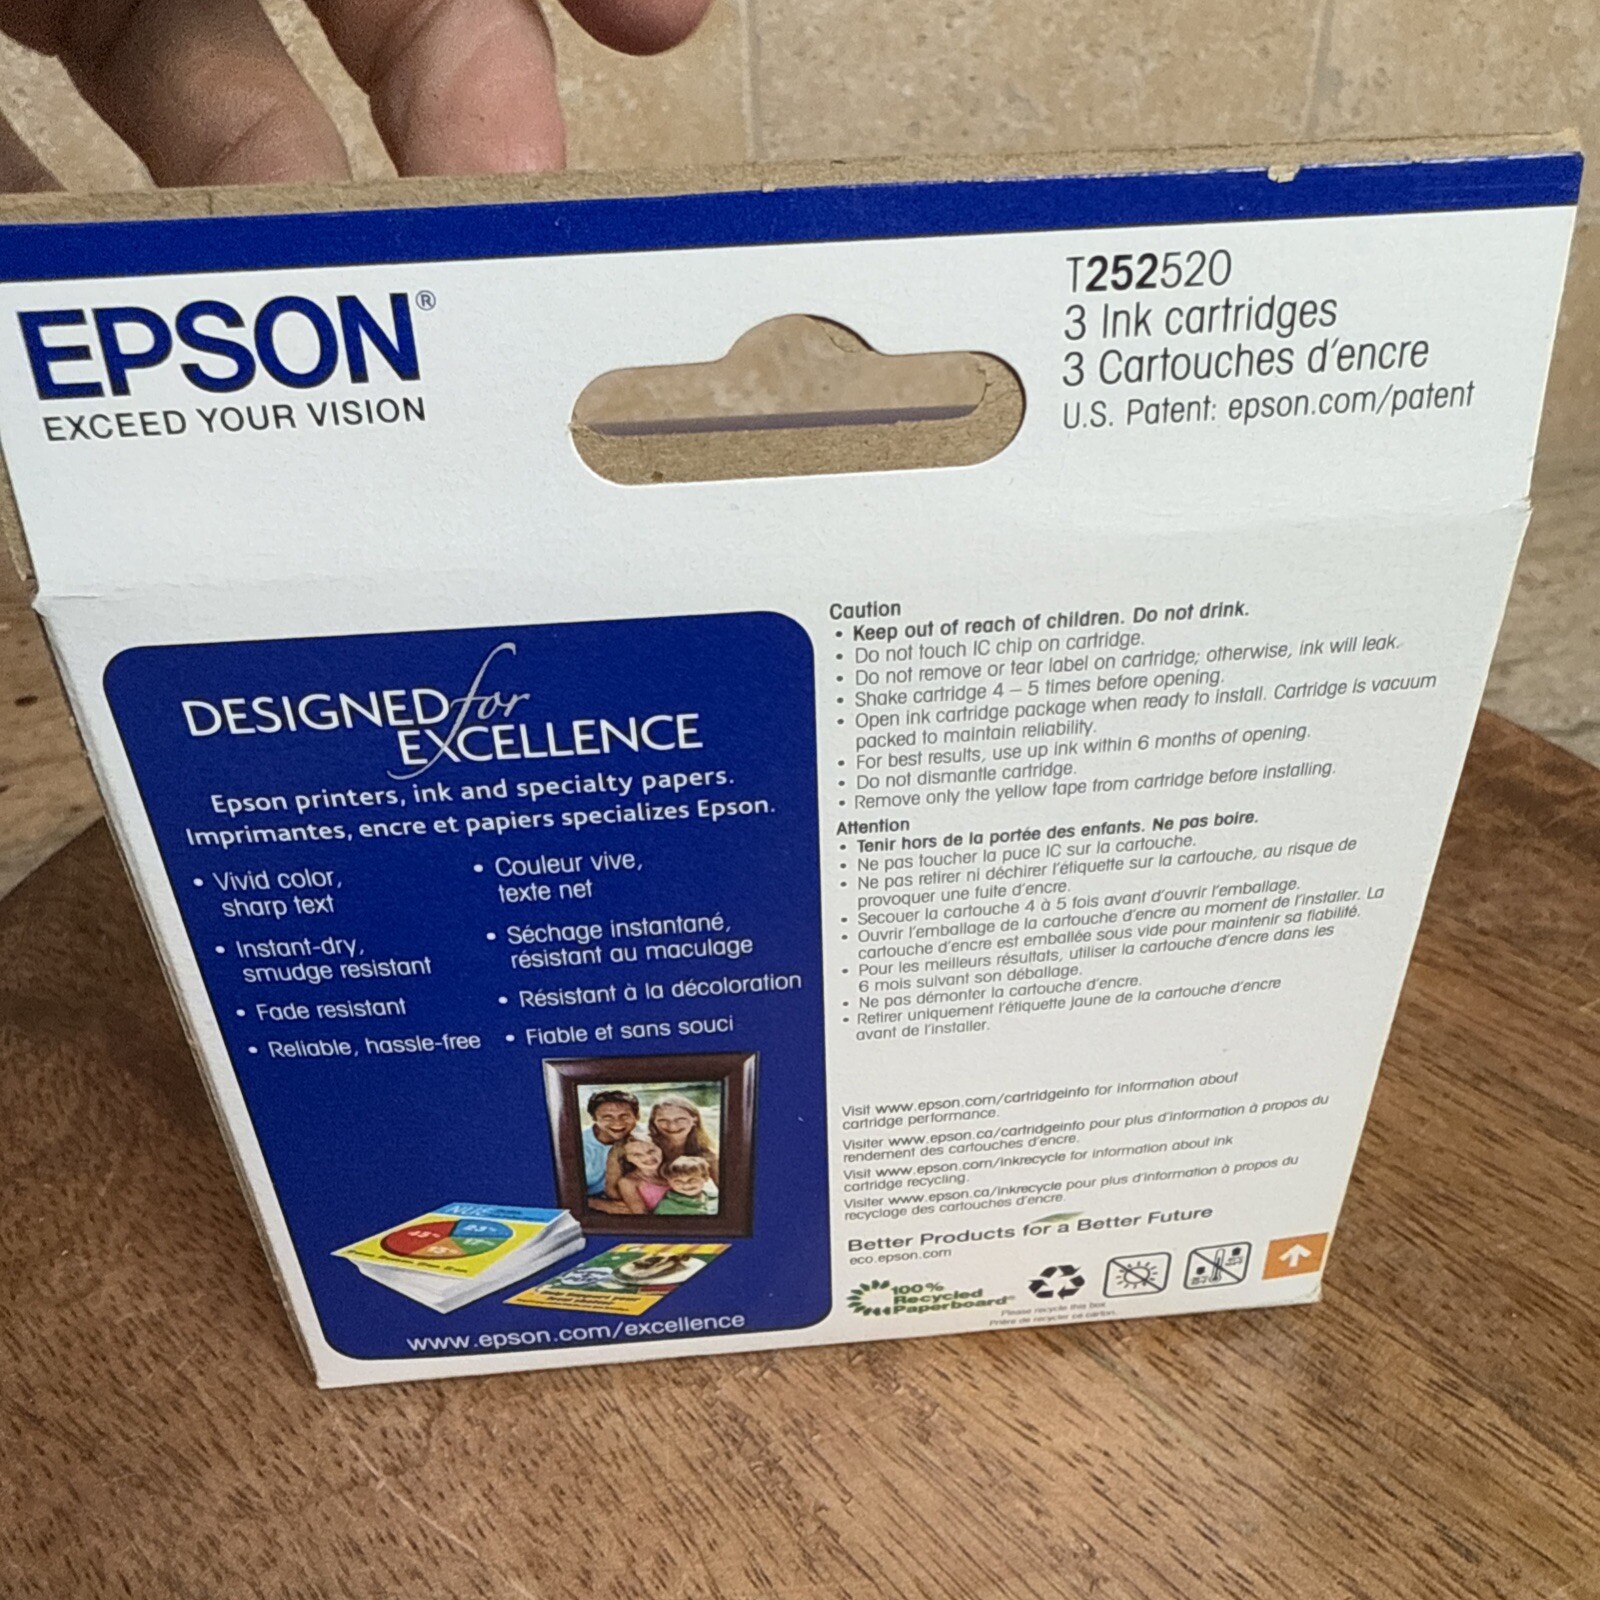 EPSON®
EXCEED YOUR VISION
T252520
3 Ink cartridges
3 Cartouches d'encre
U.S. Patent: epson.com/patent
DESIGNED for
EXCELLENCE
Epson printers, ink and specialty papers.
Imprimantes, encre et papiers specializes Epson.
• Vivid color,
sharp text
• Instant-dry,
smudge resistant
• Fade resistant
• Reliable, hassle-free
• Couleur vive,
texte net
• Séchage instantané,
résistant au maculage
• Résistant à la décoloration
• Fiable et sans souci
www.epson.com/excellence
Caution
• Keep out of reach of children. Do not drink.
• Do not touch IC chip on cartridge.
• Do not remove or tear label on cartridge; otherwise, ink will leak.
• Shake cartridge 4 – 5 times before opening.
• Open ink cartridge package when ready to install. Cartridge is vacuum
packed to maintain reliability.
• For best results, use up ink within 6 months of opening.
• Do not dismantle cartridge.
• Remove only the yellow tape from cartridge before installing.
Attention
• Tenir hors de la portée des enfants. Ne pas boire.
• Ne pas toucher la puce IC sur la cartouche.
• Ne pas retirer ni déchirer l'étiquette sur la cartouche, au risque de
provoquer une fuite d'encre.
• Secouer la cartouche 4 à 5 fois avant d'ouvrir l'emballage.
• Ouvrir l'emballage de la cartouche d'encre au moment de l'installer. La
cartouche d'encre est emballée sous vide pour maintenir sa fiabilité.
• Pour les meilleurs résultats, utiliser la cartouche d'encre dans les
6 mois suivant son déballage.
• Ne pas démonter la cartouche d'encre.
• Retirer uniquement l'étiquette jaune de la cartouche d'encre
avant de l'installer.
Visit www.epson.com/cartridgeinfo for information about
cartridge performance.
Visiter www.epson.ca/cartridgeinfo pour plus d'information à propos du
rendement des cartouches d'encre.
Visit www.epson.com/inkrecycle for information about ink
cartridge recycling.
Visiter www.epson.ca/inkrecycle pour plus d'information à propos du
recyclage des cartouches d'encre.
Better Products for a Better Future
eco.epson.com
100%
Recycled
Paperboard®
Please recycle this box
Prière de recycler ce carton.